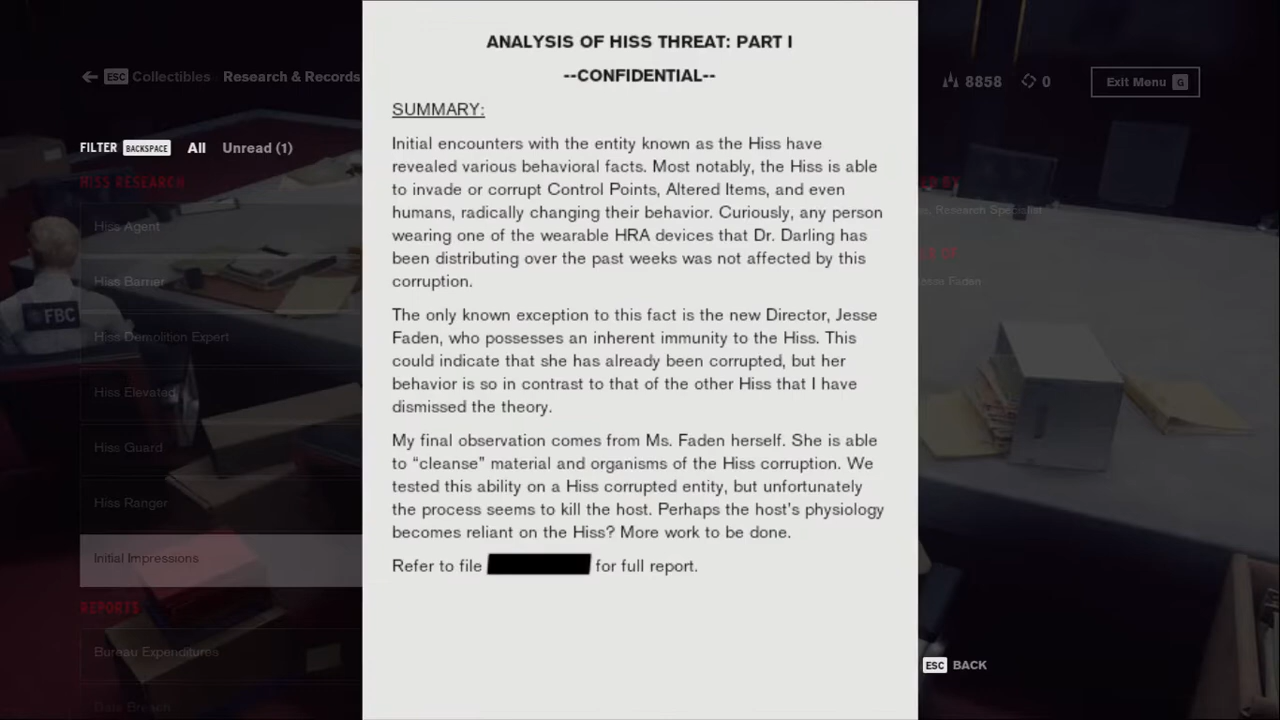 ANALYSIS OF HISS THREAT: PART I
--CONFIDENTIAL--
ESC Collectibles Research & Records
8858 0
Exit Menu G
SUMMARY:
FILTER BACKSPACE All Unread (1)
Initial encounters with the entity known as the Hiss have
revealed various behavioral facts. Most notably, the Hiss is able
to invade or corrupt Control Points, Altered Items, and even
humans, radically changing their behavior. Curiously, any person
wearing one of the wearable HRA devices that Dr. Darling has
been distributing over the past weeks was not affected by this
corruption.
The only known exception to this fact is the new Director, Jesse
Faden, who possesses an inherent immunity to the Hiss. This
could indicate that she has already been corrupted, but her
behavior is so in contrast to that of the other Hiss that I have
dismissed the theory.
My final observation comes from Ms. Faden herself. She is able
to “cleanse” material and organisms of the Hiss corruption. We
tested this ability on a Hiss corrupted entity, but unfortunately
the process seems to kill the host. Perhaps the host's physiology
becomes reliant on the Hiss? More work to be done.
Refer to file for full report.
HISS RESEARCH
Hiss Agent
Hiss Barrier
Hiss Demolition Expert
Hiss Elevated
Hiss Guard
Hiss Ranger
Initial Impressions
REPORTS
Bureau Expenditures
Data Breach
FBC
BY
Research Specialist
OF
Faden
ESC BACK